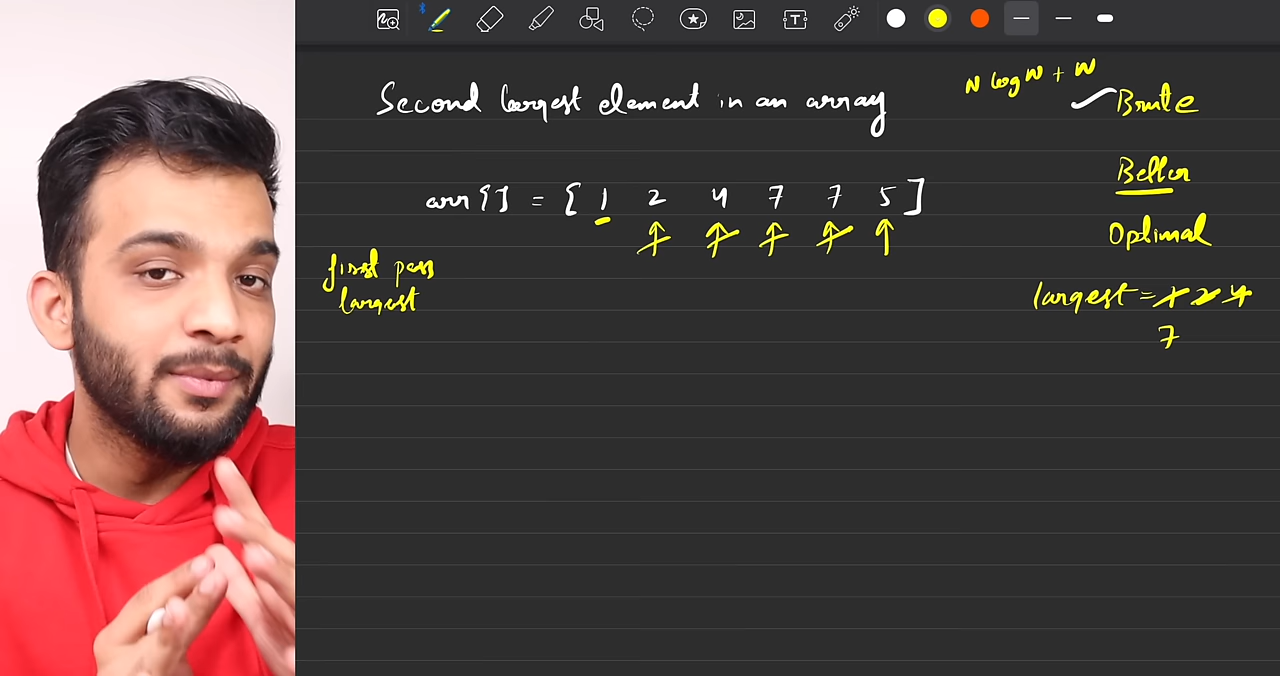 N log N + N
Second largest element in an array
Brute
Better
arr[] = [ 1 2 4 7 7 5 ]
Optimal
first pass
largest
largest = 1 2 4
7